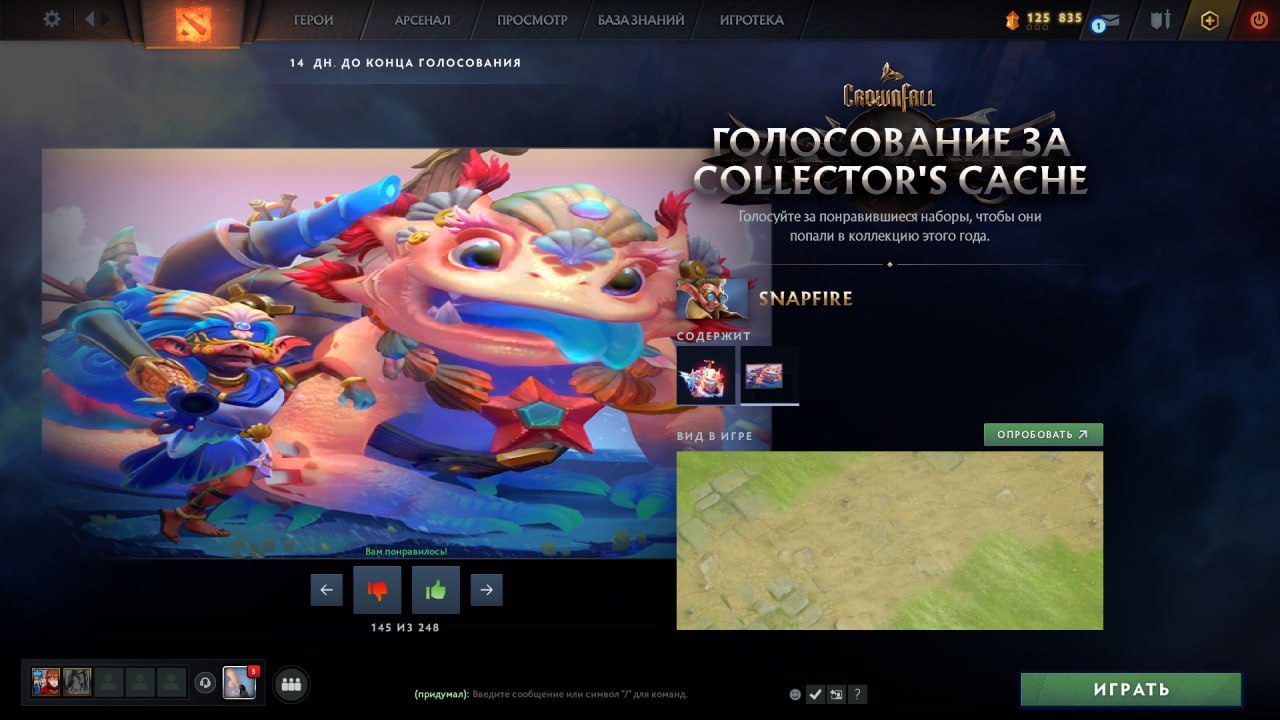 ГЕРОИ
АРСЕНАЛ
ПРОСМОТР
БАЗА ЗНАНИЙ
ИГРОТЕКА
125 835
1
14 ДН. ДО КОНЦА ГОЛОСОВАНИЯ
CROWNFALL
ГОЛОСОВАНИЕ ЗА
COLLECTOR'S CACHE
Голосуйте за понравившиеся наборы, чтобы они
попали в коллекцию этого года.
SNAPFIRE
СОДЕРЖИТ
ВИД В ИГРЕ
ОПРОБОВАТЬ
Вам понравилось!
145 ИЗ 248
3
(придумал): Введите сообщение или символ "/" для команд.
?
ИГРАТЬ